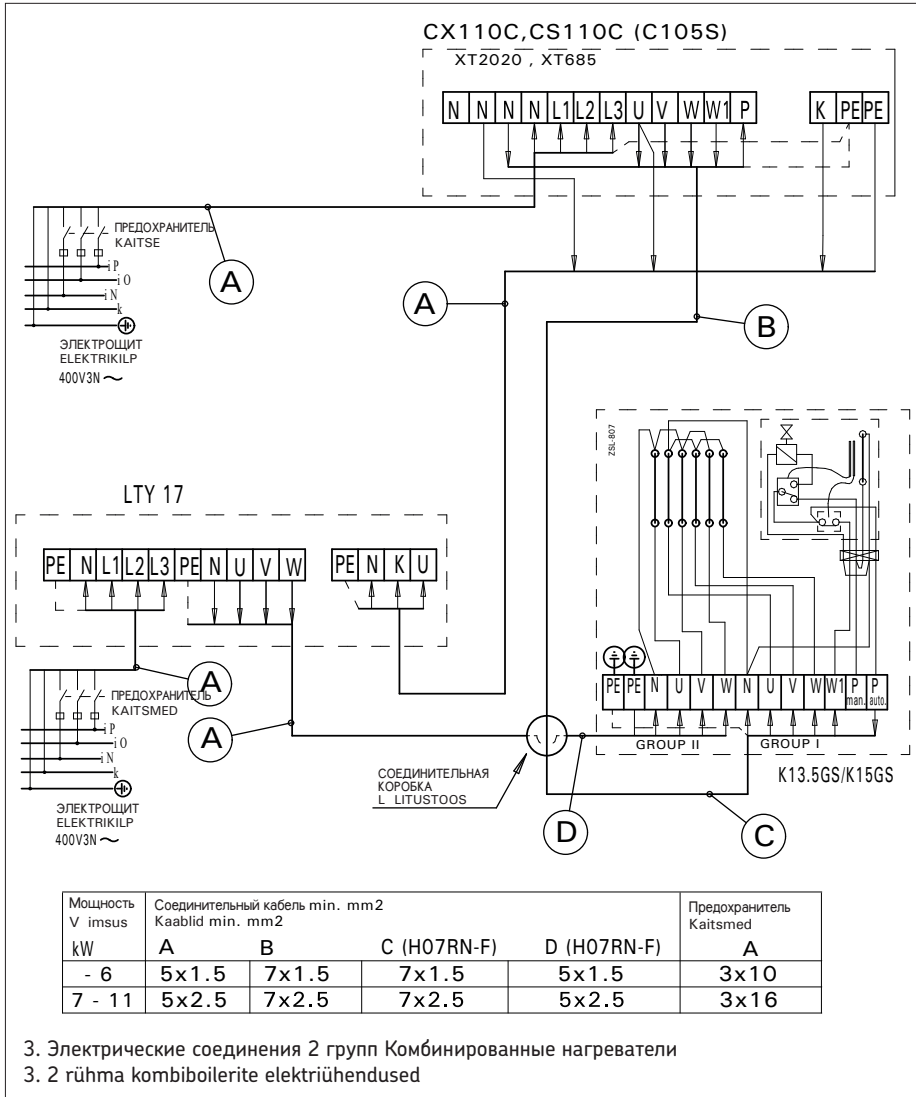 CX110C,CS110C (C105S)
XT2020 , XT685
N N N N L1 L2 L3 U V W W1 P K PE PE
ПРЕДОХРАНИТЕЛЬ
KAITSE
A
i P
i O
i N
k
ЭЛЕКТРОЩИТ
ELEKTRIKILP
400V3N ~
A
B
ZSL-807
LTY 17
PE N L1 L2 L3 PE N U V W PE N K U
A
ПРЕДОХРАНИТЕЛЬ
KAITSMED
A
i P
i O
i N
k
ЭЛЕКТРОЩИТ
ELEKTRIKILP
400V3N ~
PE PE N U V W N U V W W1 P man. P auto.
GROUP II GROUP I
K13.5GS/K15GS
СОЕДИНИТЕЛЬНАЯ
КОРОБКА
L LITUSTOOS
D
C
Мощность Соединительный кабель min. mm2 Предохранитель
V imsus Kaablid min. mm2 Kaitsmed
kW A B C (H07RN-F) D (H07RN-F) A
- 6 5x1.5 7x1.5 7x1.5 5x1.5 3x10
7 - 11 5x2.5 7x2.5 7x2.5 5x2.5 3x16
3. Электрические соединения 2 групп Комбинированные нагреватели
3. 2 rühma kombiboilerite elektriühendused